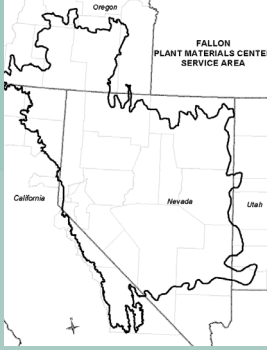 Oregon
FALLON
PLANT MATERIALS CENTER
SERVICE AREA
California
Nevada
Utah